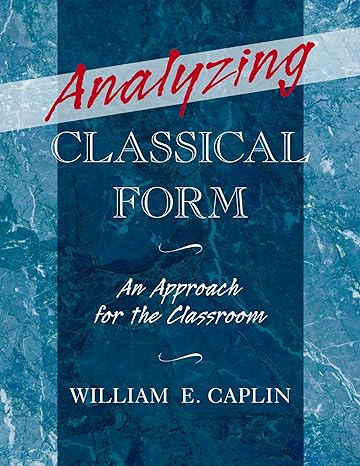 Analyzing
CLASSICAL
FORM
An Approach
for the Classroom
WILLIAM E. CAPLIN